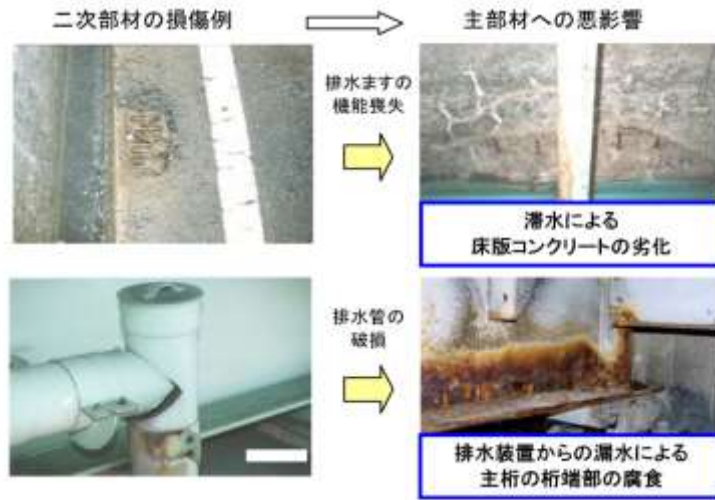 二次部材の損傷例
主部材への悪影響
排水ますの
機能喪失
滞水による
床版コンクリートの劣化
排水管の
破損
排水装置からの漏水による
主桁の桁端部の腐食